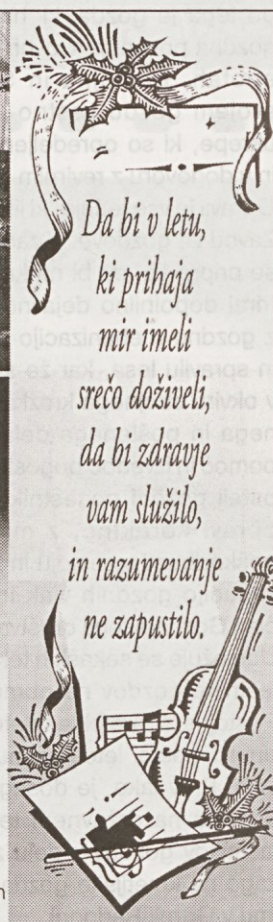 Da bi v letu,
ki prihaja
mir imeli
srečo doživeli,
da bi zdravje
vam služilo,
in razumevanje
ne zapustilo.